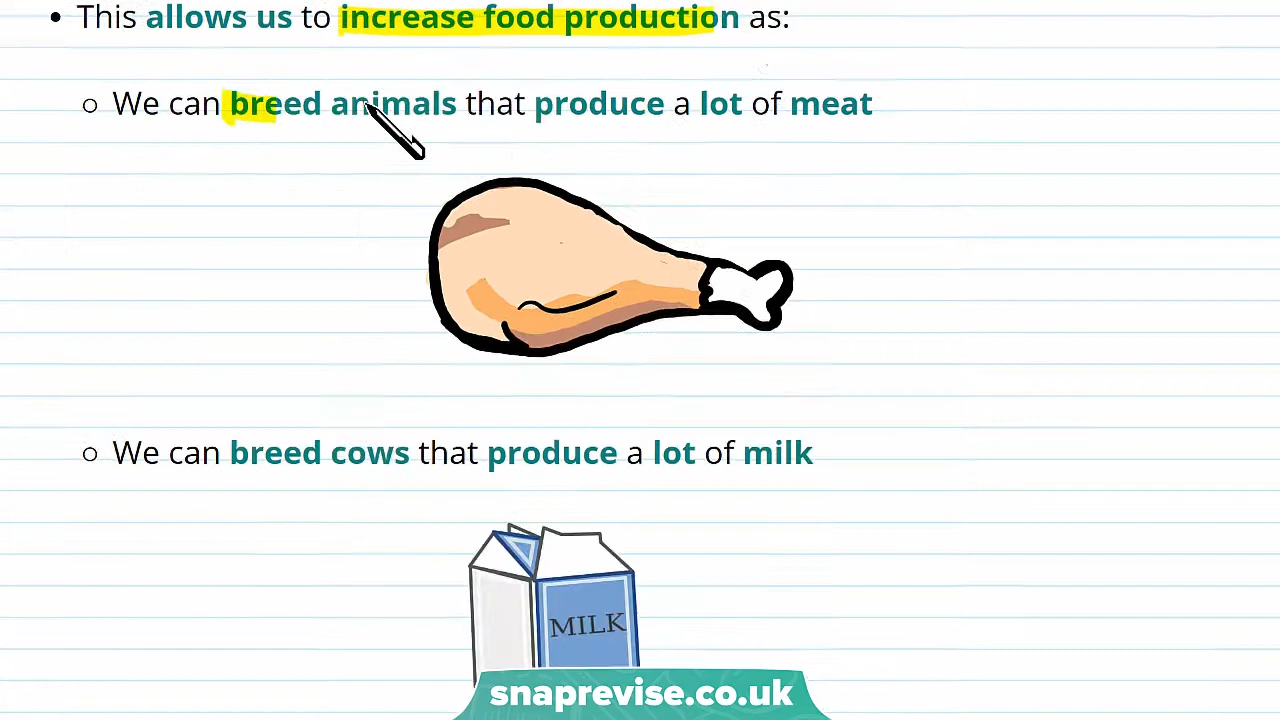 This allows us to increase food production as:
We can breed animals that produce a lot of meat
We can breed cows that produce a lot of milk
MILK
snaprevise.co.uk